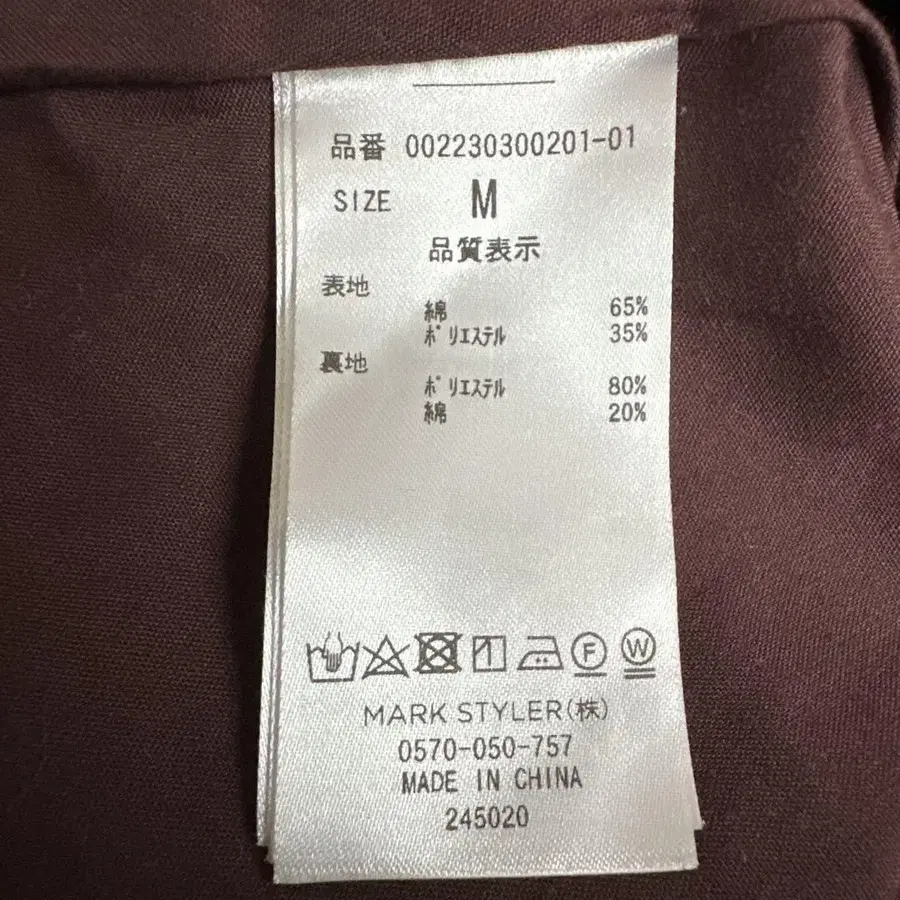 品番 002230300201-01
SIZE M
品質表示
表地
綿 65%
ﾎﾟﾘｴｽﾃﾙ 35%
裏地
ﾎﾟﾘｴｽﾃﾙ 80%
綿 20%
F W
MARK STYLER(株)
0570-050-757
MADE IN CHINA
245020